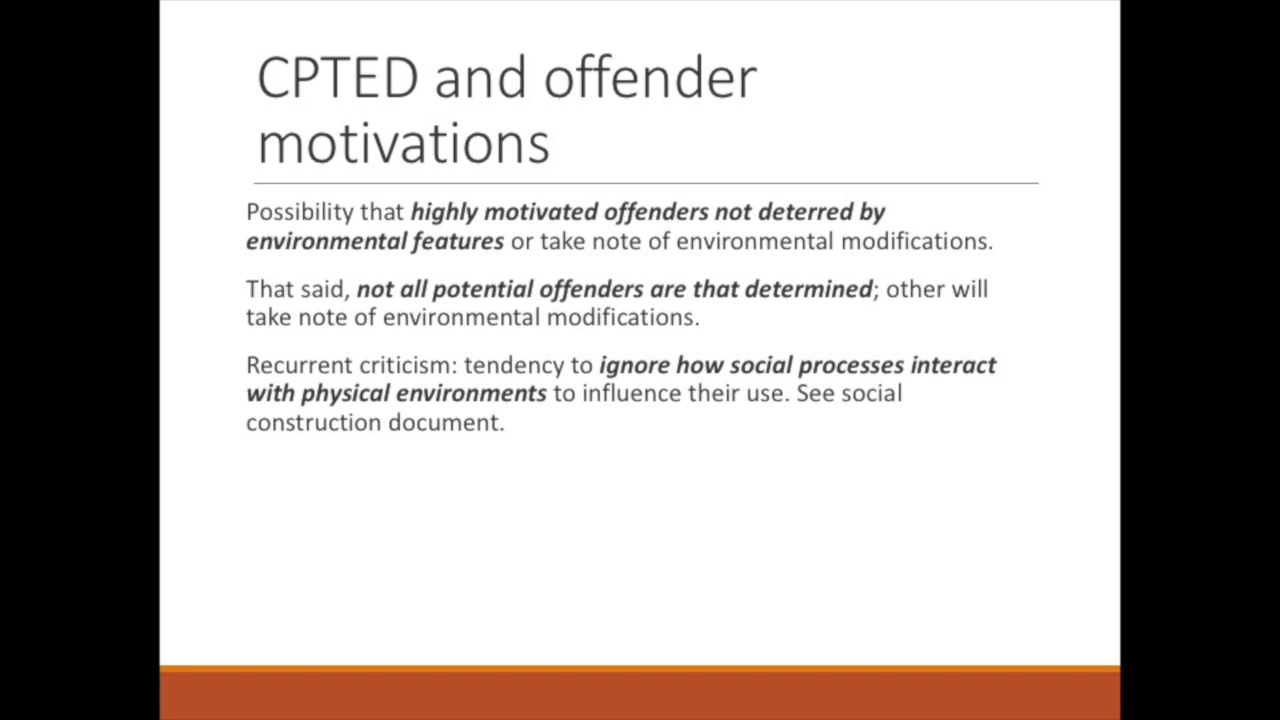 CPTED and offender
motivations
Possibility that highly motivated offenders not deterred by
environmental features or take note of environmental modifications.
That said, not all potential offenders are that determined; other will
take note of environmental modifications.
Recurrent criticism: tendency to ignore how social processes interact
with physical environments to influence their use. See social
construction document.